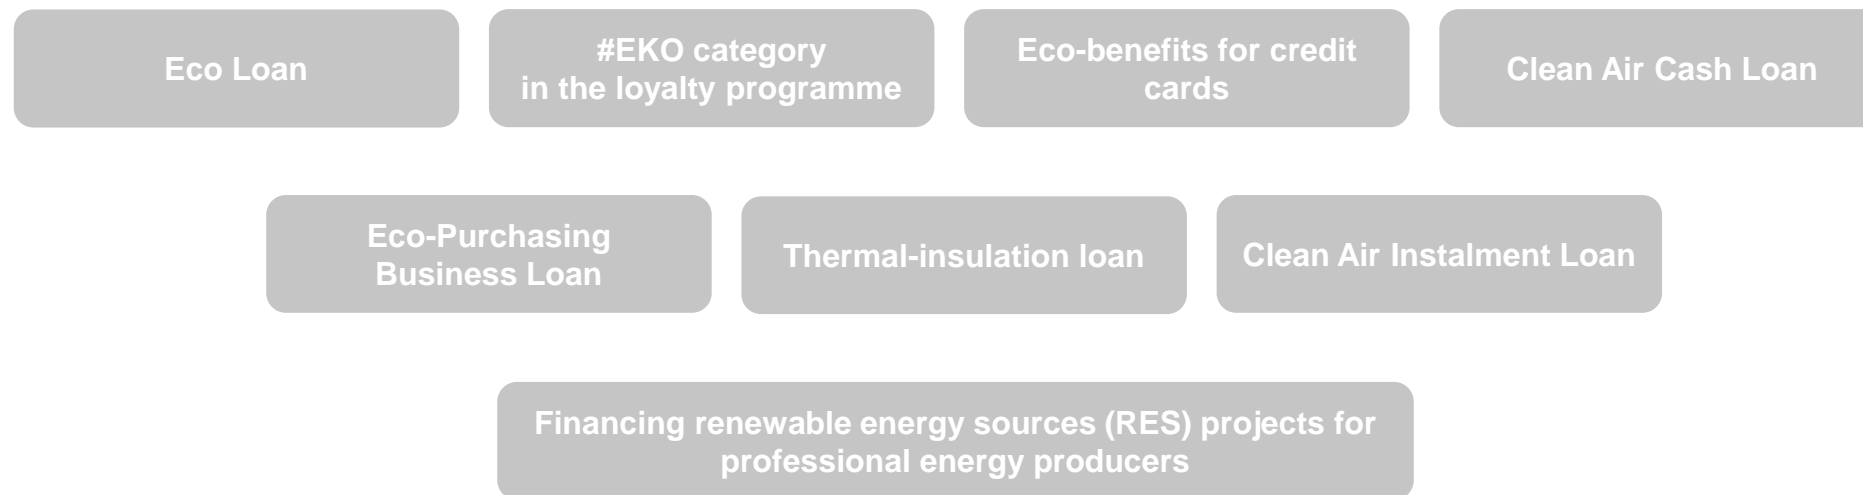 Eco Loan
#EKO category
in the loyalty programme
Eco-benefits for credit
cards
Clean Air Cash Loan
Eco-Purchasing
Business Loan
Thermal-insulation loan
Clean Air Instalment Loan
Financing renewable energy sources (RES) projects for
professional energy producers